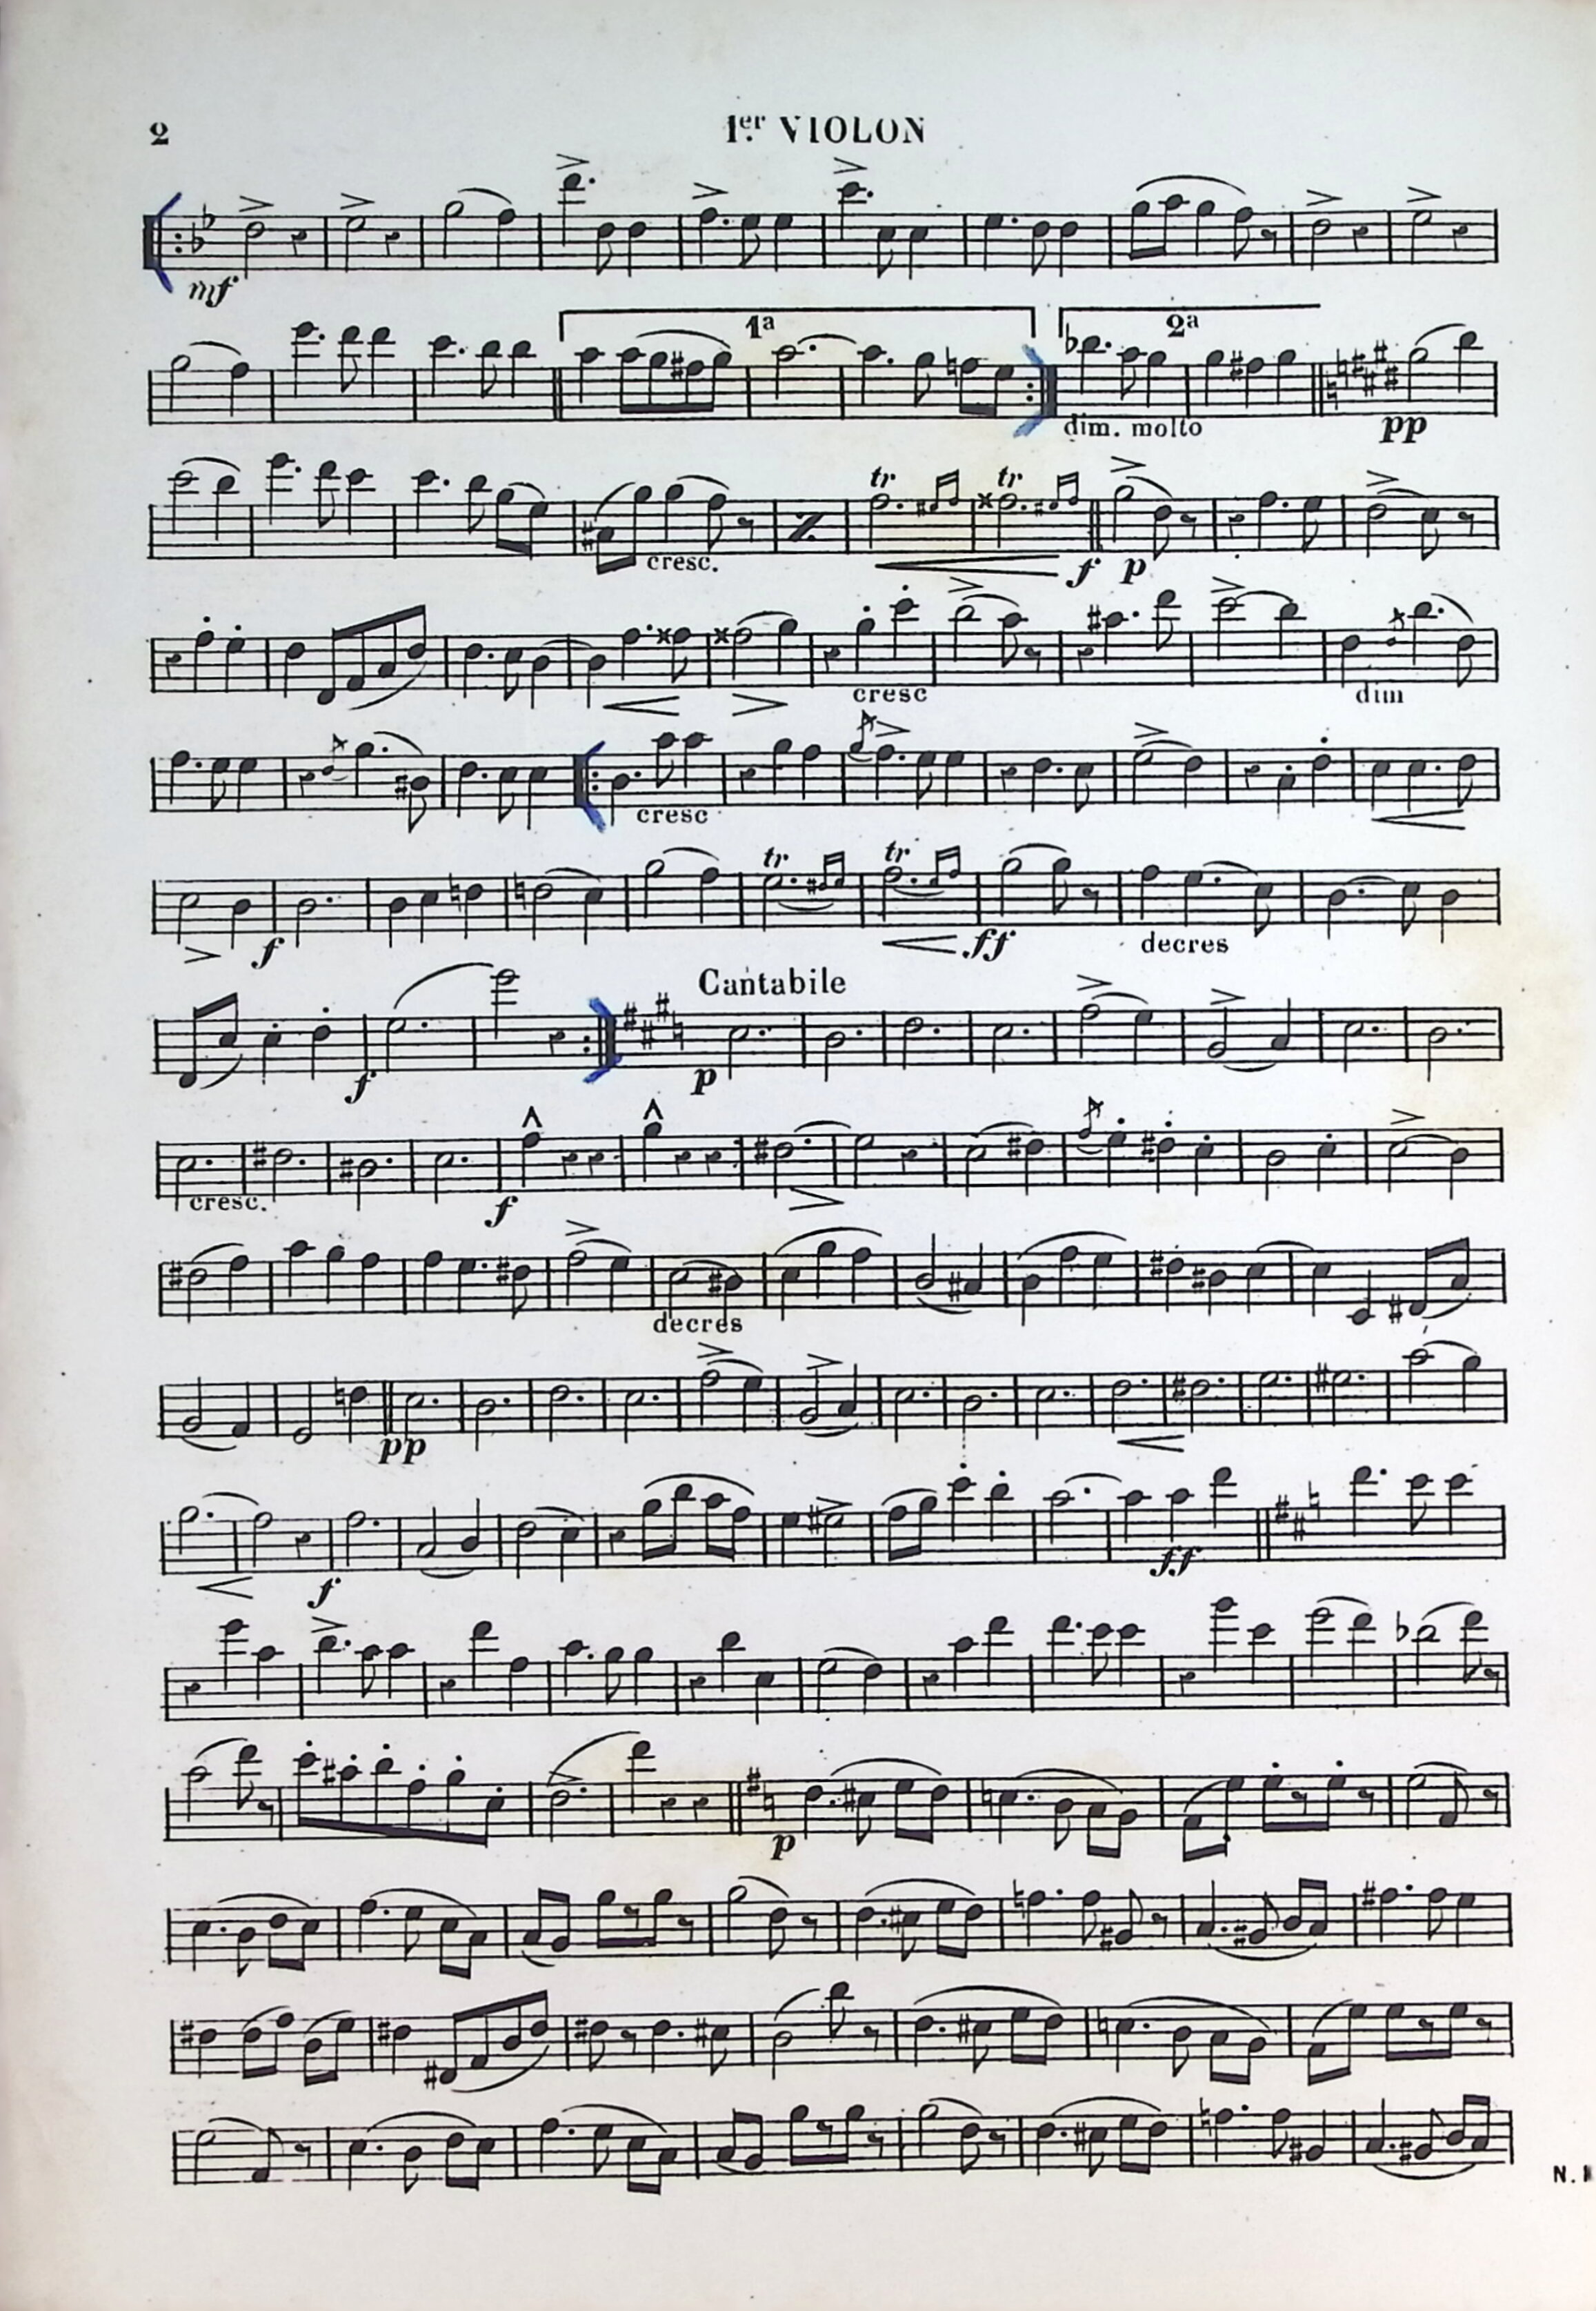 2
1er VIOLON
mf
1a 2a
dim. molto pp
tr tr
cresc. f p
cresc dim
cresc
tr tr
f ff decres
Cantabile
f p
cresc. f
decres
pp
f ff
p
N.